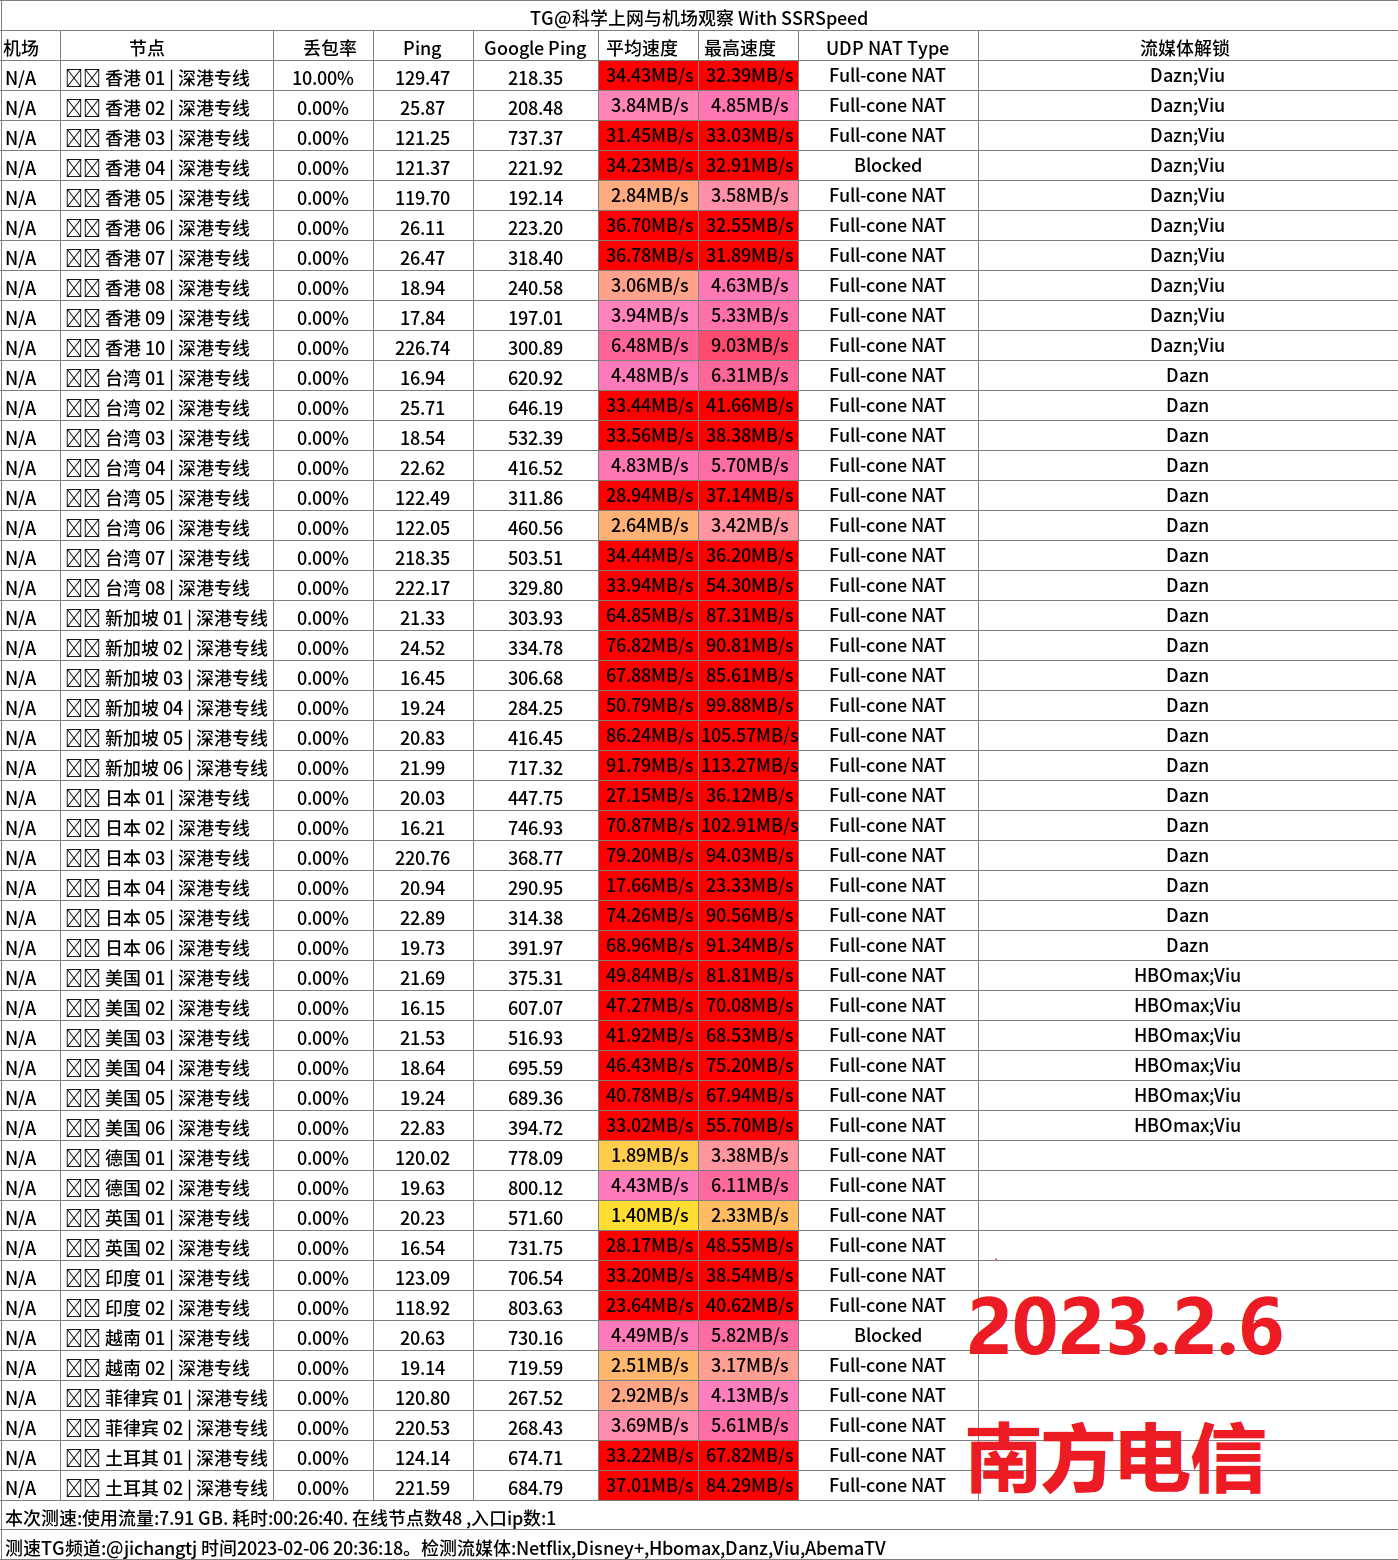 TG@科学上网与机场观察 With SSRSpeed
机场 节点 丢包率 Ping Google Ping 平均速度 最高速度 UDP NAT Type 流媒体解锁
N/A 香港 01 | 深港专线 10.00% 129.47 218.35 34.43MB/s 32.39MB/s Full-cone NAT Dazn;Viu
N/A 香港 02 | 深港专线 0.00% 25.87 208.48 3.84MB/s 4.85MB/s Full-cone NAT Dazn;Viu
N/A 香港 03 | 深港专线 0.00% 121.25 737.37 31.45MB/s 33.03MB/s Full-cone NAT Dazn;Viu
N/A 香港 04 | 深港专线 0.00% 121.37 221.92 34.23MB/s 32.91MB/s Blocked Dazn;Viu
N/A 香港 05 | 深港专线 0.00% 119.70 192.14 2.84MB/s 3.58MB/s Full-cone NAT Dazn;Viu
N/A 香港 06 | 深港专线 0.00% 26.11 223.20 36.70MB/s 32.55MB/s Full-cone NAT Dazn;Viu
N/A 香港 07 | 深港专线 0.00% 26.47 318.40 36.78MB/s 31.89MB/s Full-cone NAT Dazn;Viu
N/A 香港 08 | 深港专线 0.00% 18.94 240.58 3.06MB/s 4.63MB/s Full-cone NAT Dazn;Viu
N/A 香港 09 | 深港专线 0.00% 17.84 197.01 3.94MB/s 5.33MB/s Full-cone NAT Dazn;Viu
N/A 香港 10 | 深港专线 0.00% 226.74 300.89 6.48MB/s 9.03MB/s Full-cone NAT Dazn;Viu
N/A 台湾 01 | 深港专线 0.00% 16.94 620.92 4.48MB/s 6.31MB/s Full-cone NAT Dazn
N/A 台湾 02 | 深港专线 0.00% 25.71 646.19 33.44MB/s 41.66MB/s Full-cone NAT Dazn
N/A 台湾 03 | 深港专线 0.00% 18.54 532.39 33.56MB/s 38.38MB/s Full-cone NAT Dazn
N/A 台湾 04 | 深港专线 0.00% 22.62 416.52 4.83MB/s 5.70MB/s Full-cone NAT Dazn
N/A 台湾 05 | 深港专线 0.00% 122.49 311.86 28.94MB/s 37.14MB/s Full-cone NAT Dazn
N/A 台湾 06 | 深港专线 0.00% 122.05 460.56 2.64MB/s 3.42MB/s Full-cone NAT Dazn
N/A 台湾 07 | 深港专线 0.00% 218.35 503.51 34.44MB/s 36.20MB/s Full-cone NAT Dazn
N/A 台湾 08 | 深港专线 0.00% 222.17 329.80 33.94MB/s 54.30MB/s Full-cone NAT Dazn
N/A 新加坡 01 | 深港专线 0.00% 21.33 303.93 64.85MB/s 87.31MB/s Full-cone NAT Dazn
N/A 新加坡 02 | 深港专线 0.00% 24.52 334.78 76.82MB/s 90.81MB/s Full-cone NAT Dazn
N/A 新加坡 03 | 深港专线 0.00% 16.45 306.68 67.88MB/s 85.61MB/s Full-cone NAT Dazn
N/A 新加坡 04 | 深港专线 0.00% 19.24 284.25 50.79MB/s 99.88MB/s Full-cone NAT Dazn
N/A 新加坡 05 | 深港专线 0.00% 20.83 416.45 86.24MB/s 105.57MB/s Full-cone NAT Dazn
N/A 新加坡 06 | 深港专线 0.00% 21.99 717.32 91.79MB/s 113.27MB/s Full-cone NAT Dazn
N/A 日本 01 | 深港专线 0.00% 20.03 447.75 27.15MB/s 36.12MB/s Full-cone NAT Dazn
N/A 日本 02 | 深港专线 0.00% 16.21 746.93 70.87MB/s 102.91MB/s Full-cone NAT Dazn
N/A 日本 03 | 深港专线 0.00% 220.76 368.77 79.20MB/s 94.03MB/s Full-cone NAT Dazn
N/A 日本 04 | 深港专线 0.00% 20.94 290.95 17.66MB/s 23.33MB/s Full-cone NAT Dazn
N/A 日本 05 | 深港专线 0.00% 22.89 314.38 74.26MB/s 90.56MB/s Full-cone NAT Dazn
N/A 日本 06 | 深港专线 0.00% 19.73 391.97 68.96MB/s 91.34MB/s Full-cone NAT Dazn
N/A 美国 01 | 深港专线 0.00% 21.69 375.31 49.84MB/s 81.81MB/s Full-cone NAT HBOmax;Viu
N/A 美国 02 | 深港专线 0.00% 16.15 607.07 47.27MB/s 70.08MB/s Full-cone NAT HBOmax;Viu
N/A 美国 03 | 深港专线 0.00% 21.53 516.93 41.92MB/s 68.53MB/s Full-cone NAT HBOmax;Viu
N/A 美国 04 | 深港专线 0.00% 18.64 695.59 46.43MB/s 75.20MB/s Full-cone NAT HBOmax;Viu
N/A 美国 05 | 深港专线 0.00% 19.24 689.36 40.78MB/s 67.94MB/s Full-cone NAT HBOmax;Viu
N/A 美国 06 | 深港专线 0.00% 22.83 394.72 33.02MB/s 55.70MB/s Full-cone NAT HBOmax;Viu
N/A 德国 01 | 深港专线 0.00% 120.02 778.09 1.89MB/s 3.38MB/s Full-cone NAT
N/A 德国 02 | 深港专线 0.00% 19.63 800.12 4.43MB/s 6.11MB/s Full-cone NAT
N/A 英国 01 | 深港专线 0.00% 20.23 571.60 1.40MB/s 2.33MB/s Full-cone NAT
N/A 英国 02 | 深港专线 0.00% 16.54 731.75 28.17MB/s 48.55MB/s Full-cone NAT
N/A 印度 01 | 深港专线 0.00% 123.09 706.54 33.20MB/s 38.54MB/s Full-cone NAT
N/A 印度 02 | 深港专线 0.00% 118.92 803.63 23.64MB/s 40.62MB/s Full-cone NAT
2023.2.6
N/A 越南 01 | 深港专线 0.00% 20.63 730.16 4.49MB/s 5.82MB/s Blocked
N/A 越南 02 | 深港专线 0.00% 19.14 719.59 2.51MB/s 3.17MB/s Full-cone NAT
N/A 菲律宾 01 | 深港专线 0.00% 120.80 267.52 2.92MB/s 4.13MB/s Full-cone NAT
N/A 菲律宾 02 | 深港专线 0.00% 220.53 268.43 3.69MB/s 5.61MB/s Full-cone NAT
南方电信
N/A 土耳其 01 | 深港专线 0.00% 124.14 674.71 33.22MB/s 67.82MB/s Full-cone NAT
N/A 土耳其 02 | 深港专线 0.00% 221.59 684.79 37.01MB/s 84.29MB/s Full-cone NAT
本次测速:使用流量:7.91 GB. 耗时:00:26:40. 在线节点数48 ,入口ip数:1
测速TG频道:@jichangtj 时间2023-02-06 20:36:18。检测流媒体:Netflix,Disney+,Hbomax,Danz,Viu,AbemaTV